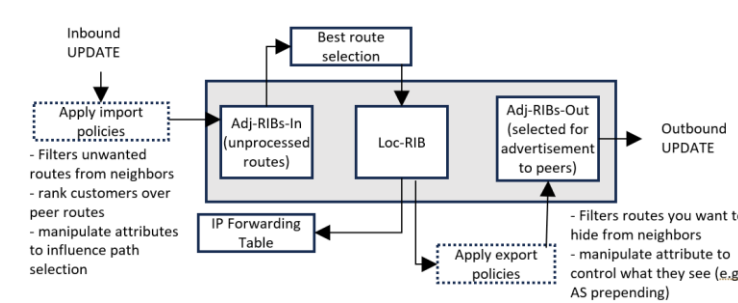 Inbound
UPDATE
Best route
selection
Apply import
policies
Adj-RIBs-In
(unprocessed
routes)
Loc-RIB
Adj-RIBs-Out
(selected for
advertisement
to peers)
Outbound
UPDATE
- Filters unwanted
routes from neighbors
- rank customers over
peer routes
- manipulate attributes
to influence path
selection
IP Forwarding
Table
Apply export
policies
- Filters routes you want to
hide from neighbors
- manipulate attribute to
control what they see (e.g
AS prepending)